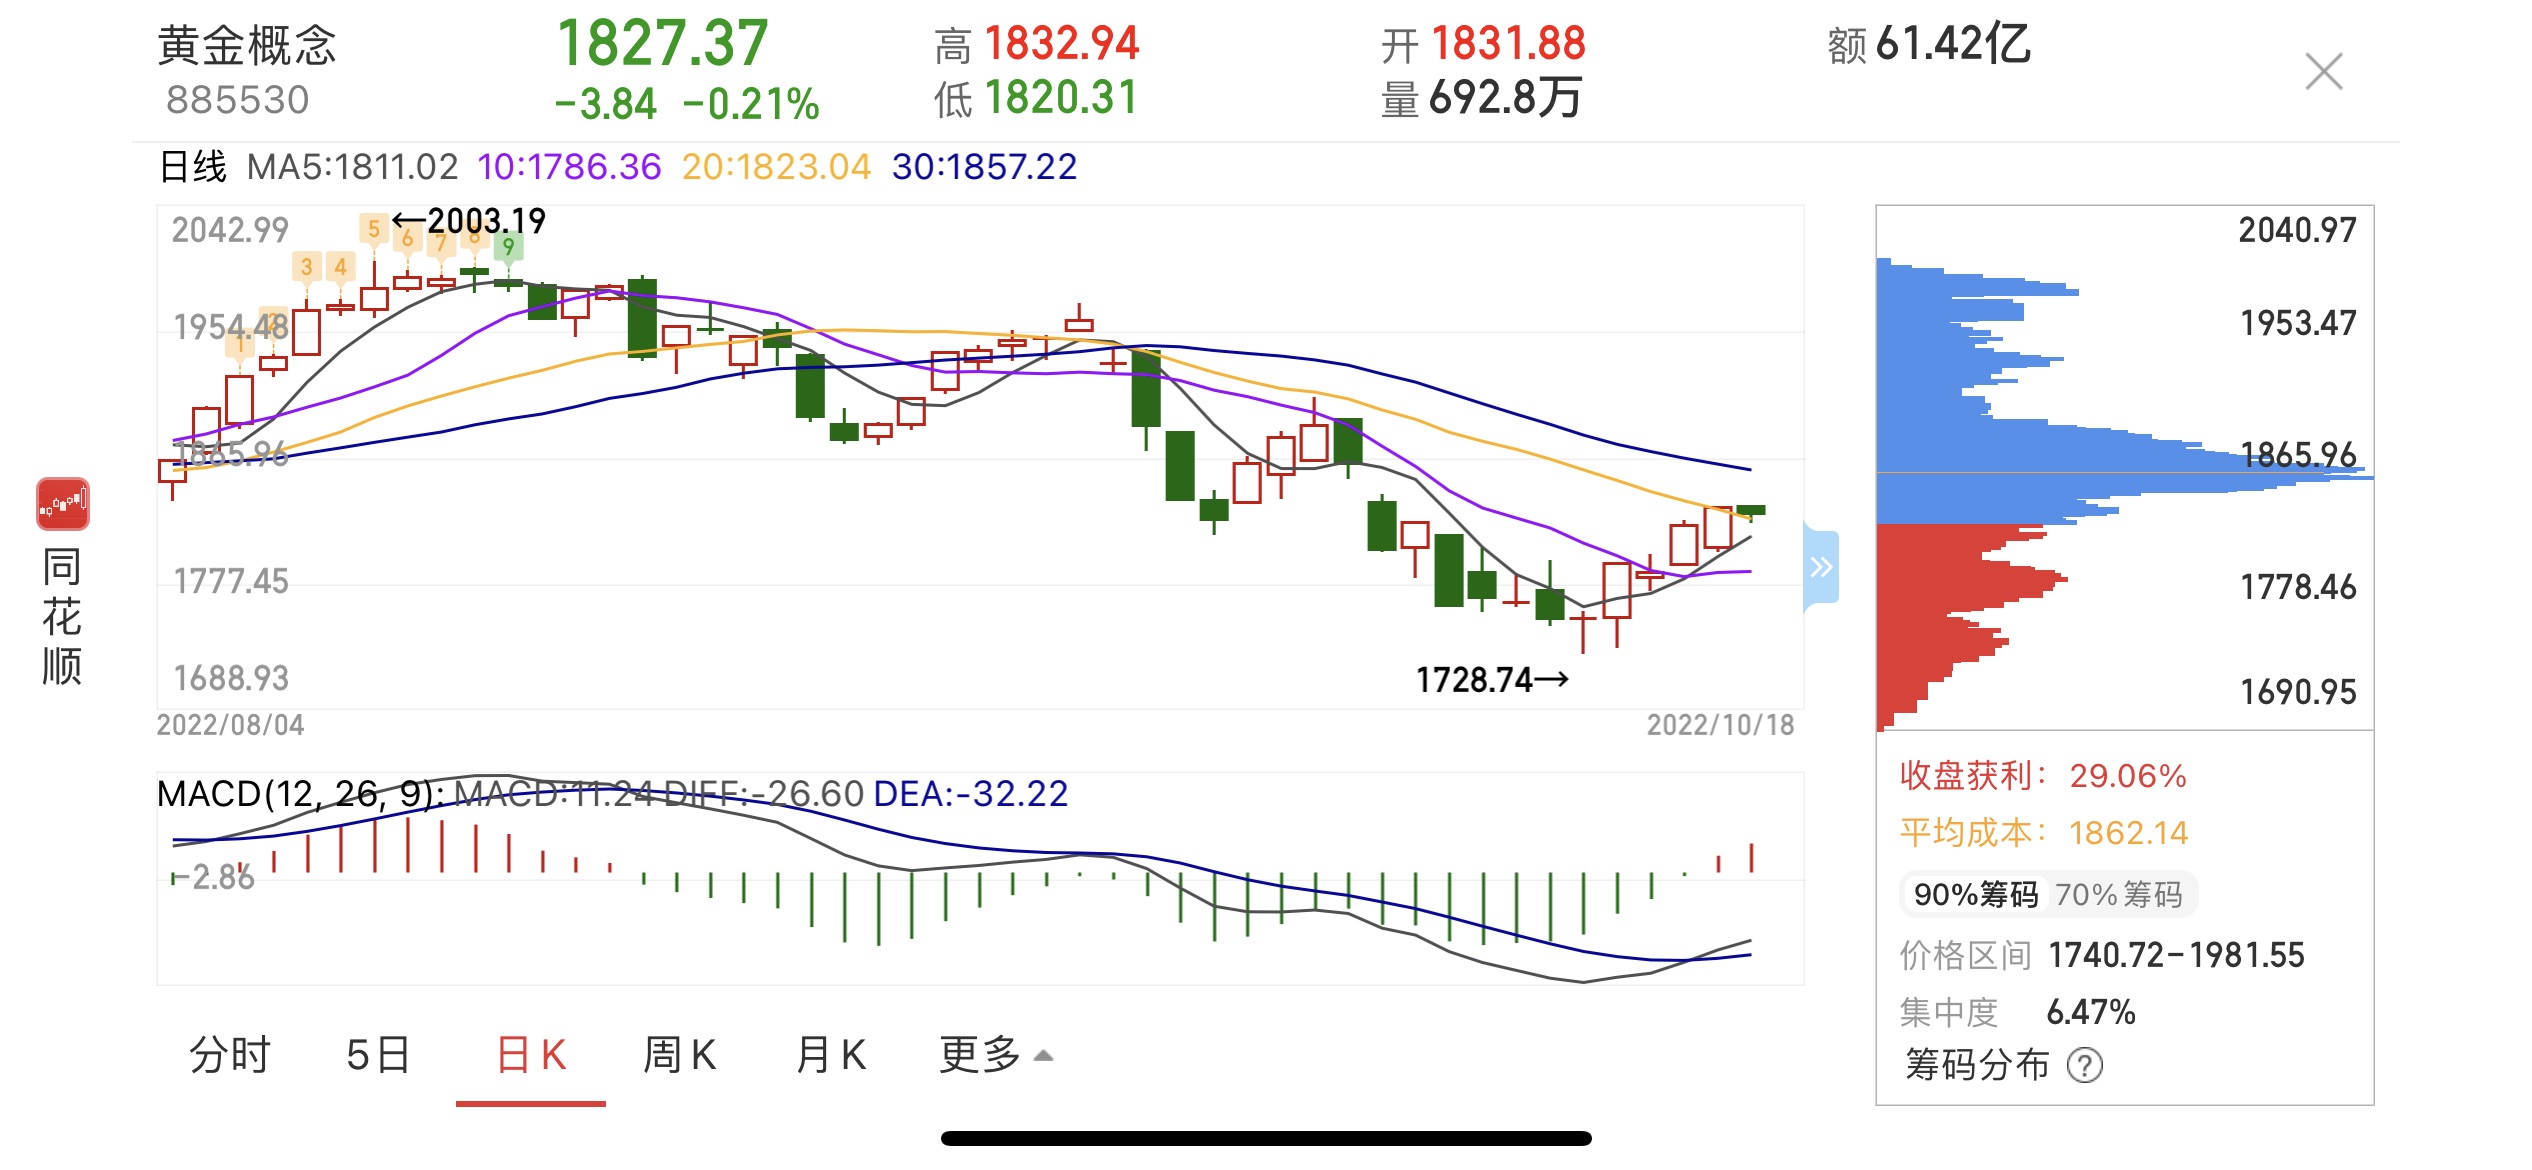 黄金概念 1827.37 高 1832.94 开 1831.88 额 61.42亿
885530 -3.84 -0.21% 低 1820.31 量 692.8万
日线 MA5:1811.02 10:1786.36 20:1823.04 30:1857.22
2042.99
1954.48
1865.96
1777.45
1688.93
1
2
3
4
5
6
7
8
9
←2003.19
1728.74→
2022/08/04 2022/10/18
同花顺
MACD(12, 26, 9): MACD:11.24 DIFF:-26.60 DEA:-32.22
-2.86
2040.97
1953.47
1865.96
1778.46
1690.95
收盘获利: 29.06%
平均成本: 1862.14
90%筹码 70%筹码
价格区间 1740.72-1981.55
集中度 6.47%
筹码分布 ?
分时 5日 日K 周K 月K 更多